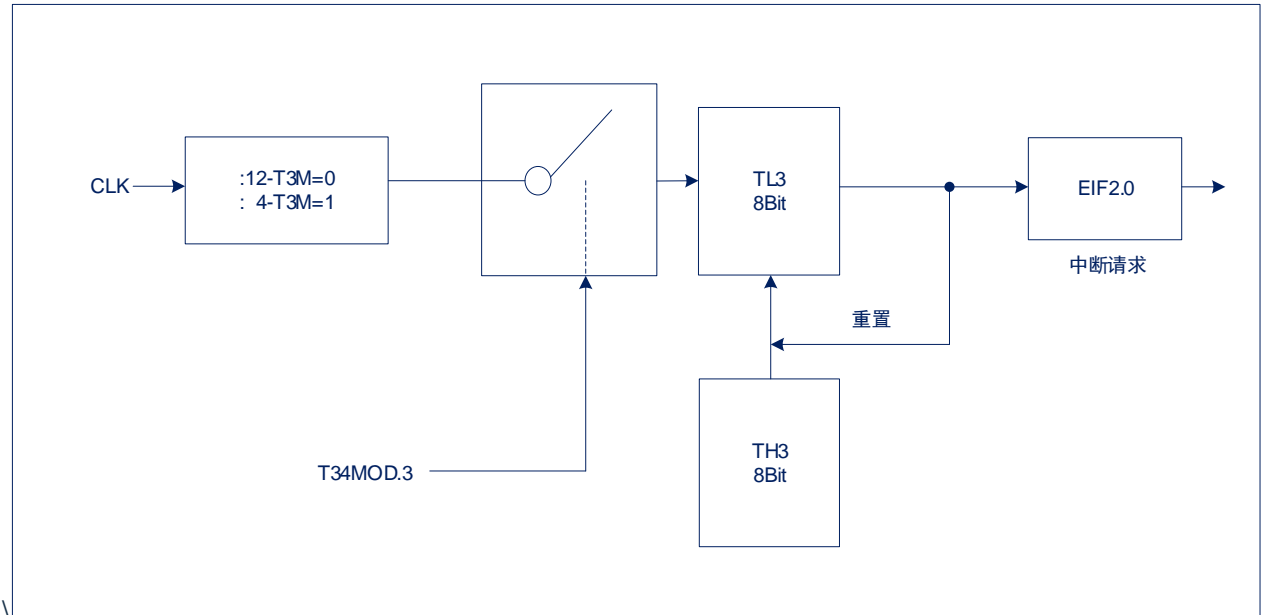 CLK
:12-T3M=0
: 4-T3M=1
TL3
8Bit
EIF2.0
中断请求
重置
TH3
8Bit
T34MOD.3
\